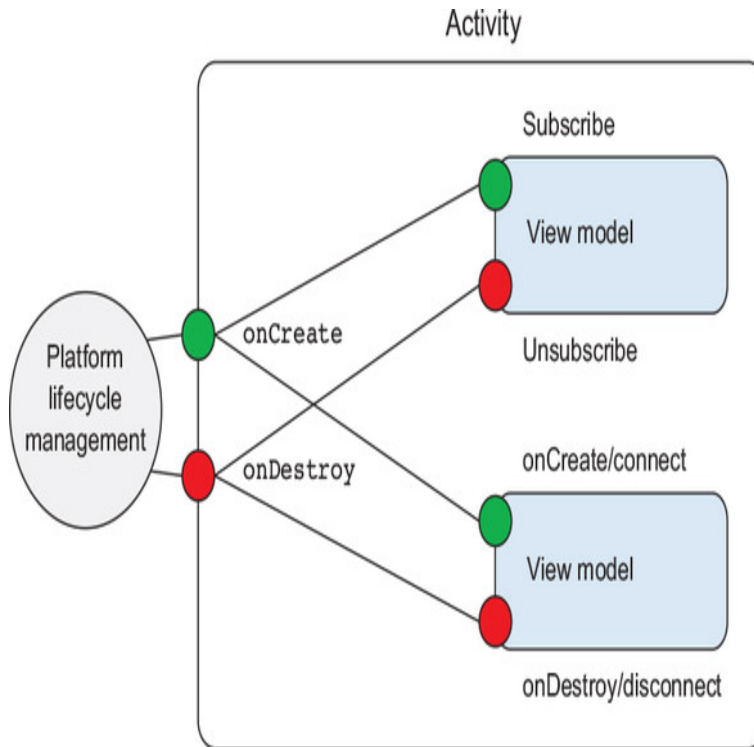 Activity
Subscribe
View model
Unsubscribe
onCreate
Platform
lifecycle
management
onDestroy
onCreate/connect
View model
onDestroy/disconnect